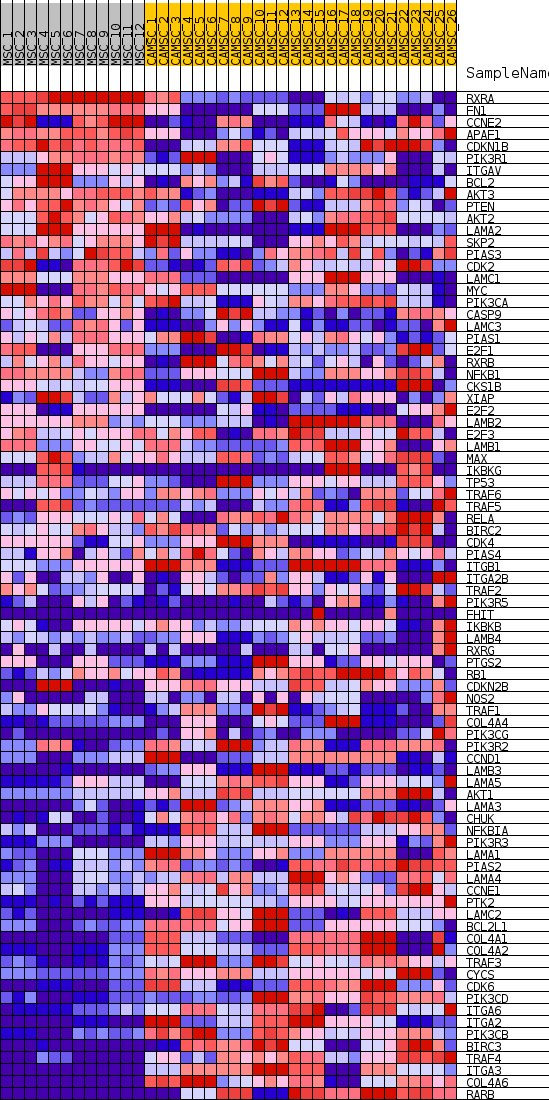 MSC_1
MSC_2
MSC_3
MSC_4
MSC_5
MSC_6
MSC_7
MSC_8
MSC_9
MSC_10
MSC_11
MSC_12
CAMSC_1
CAMSC_2
CAMSC_3
CAMSC_4
CAMSC_5
CAMSC_6
CAMSC_7
CAMSC_8
CAMSC_9
CAMSC_10
CAMSC_11
CAMSC_12
CAMSC_13
CAMSC_14
CAMSC_15
CAMSC_16
CAMSC_17
CAMSC_18
CAMSC_19
CAMSC_20
CAMSC_21
CAMSC_22
CAMSC_23
CAMSC_24
CAMSC_25
CAMSC_26
SampleName
RXRA
FN1
CCNE2
APAF1
CDKN1B
PIK3R1
ITGAV
BCL2
AKT3
PTEN
AKT2
LAMA2
SKP2
PIAS3
CDK2
LAMC1
MYC
PIK3CA
CASP9
LAMC3
PIAS1
E2F1
RXRB
NFKB1
CKS1B
XIAP
E2F2
LAMB2
E2F3
LAMB1
MAX
IKBKG
TP53
TRAF6
TRAF5
RELA
BIRC2
CDK4
PIAS4
ITGB1
ITGA2B
TRAF2
PIK3R5
FHIT
IKBKB
LAMB4
RXRG
PTGS2
RB1
CDKN2B
NOS2
TRAF1
COL4A4
PIK3CG
PIK3R2
CCND1
LAMB3
LAMA5
AKT1
LAMA3
CHUK
NFKBIA
PIK3R3
LAMA1
PIAS2
LAMA4
CCNE1
PTK2
LAMC2
BCL2L1
COL4A1
COL4A2
TRAF3
CYCS
CDK6
PIK3CD
ITGA6
ITGA2
PIK3CB
BIRC3
TRAF4
ITGA3
COL4A6
RARB